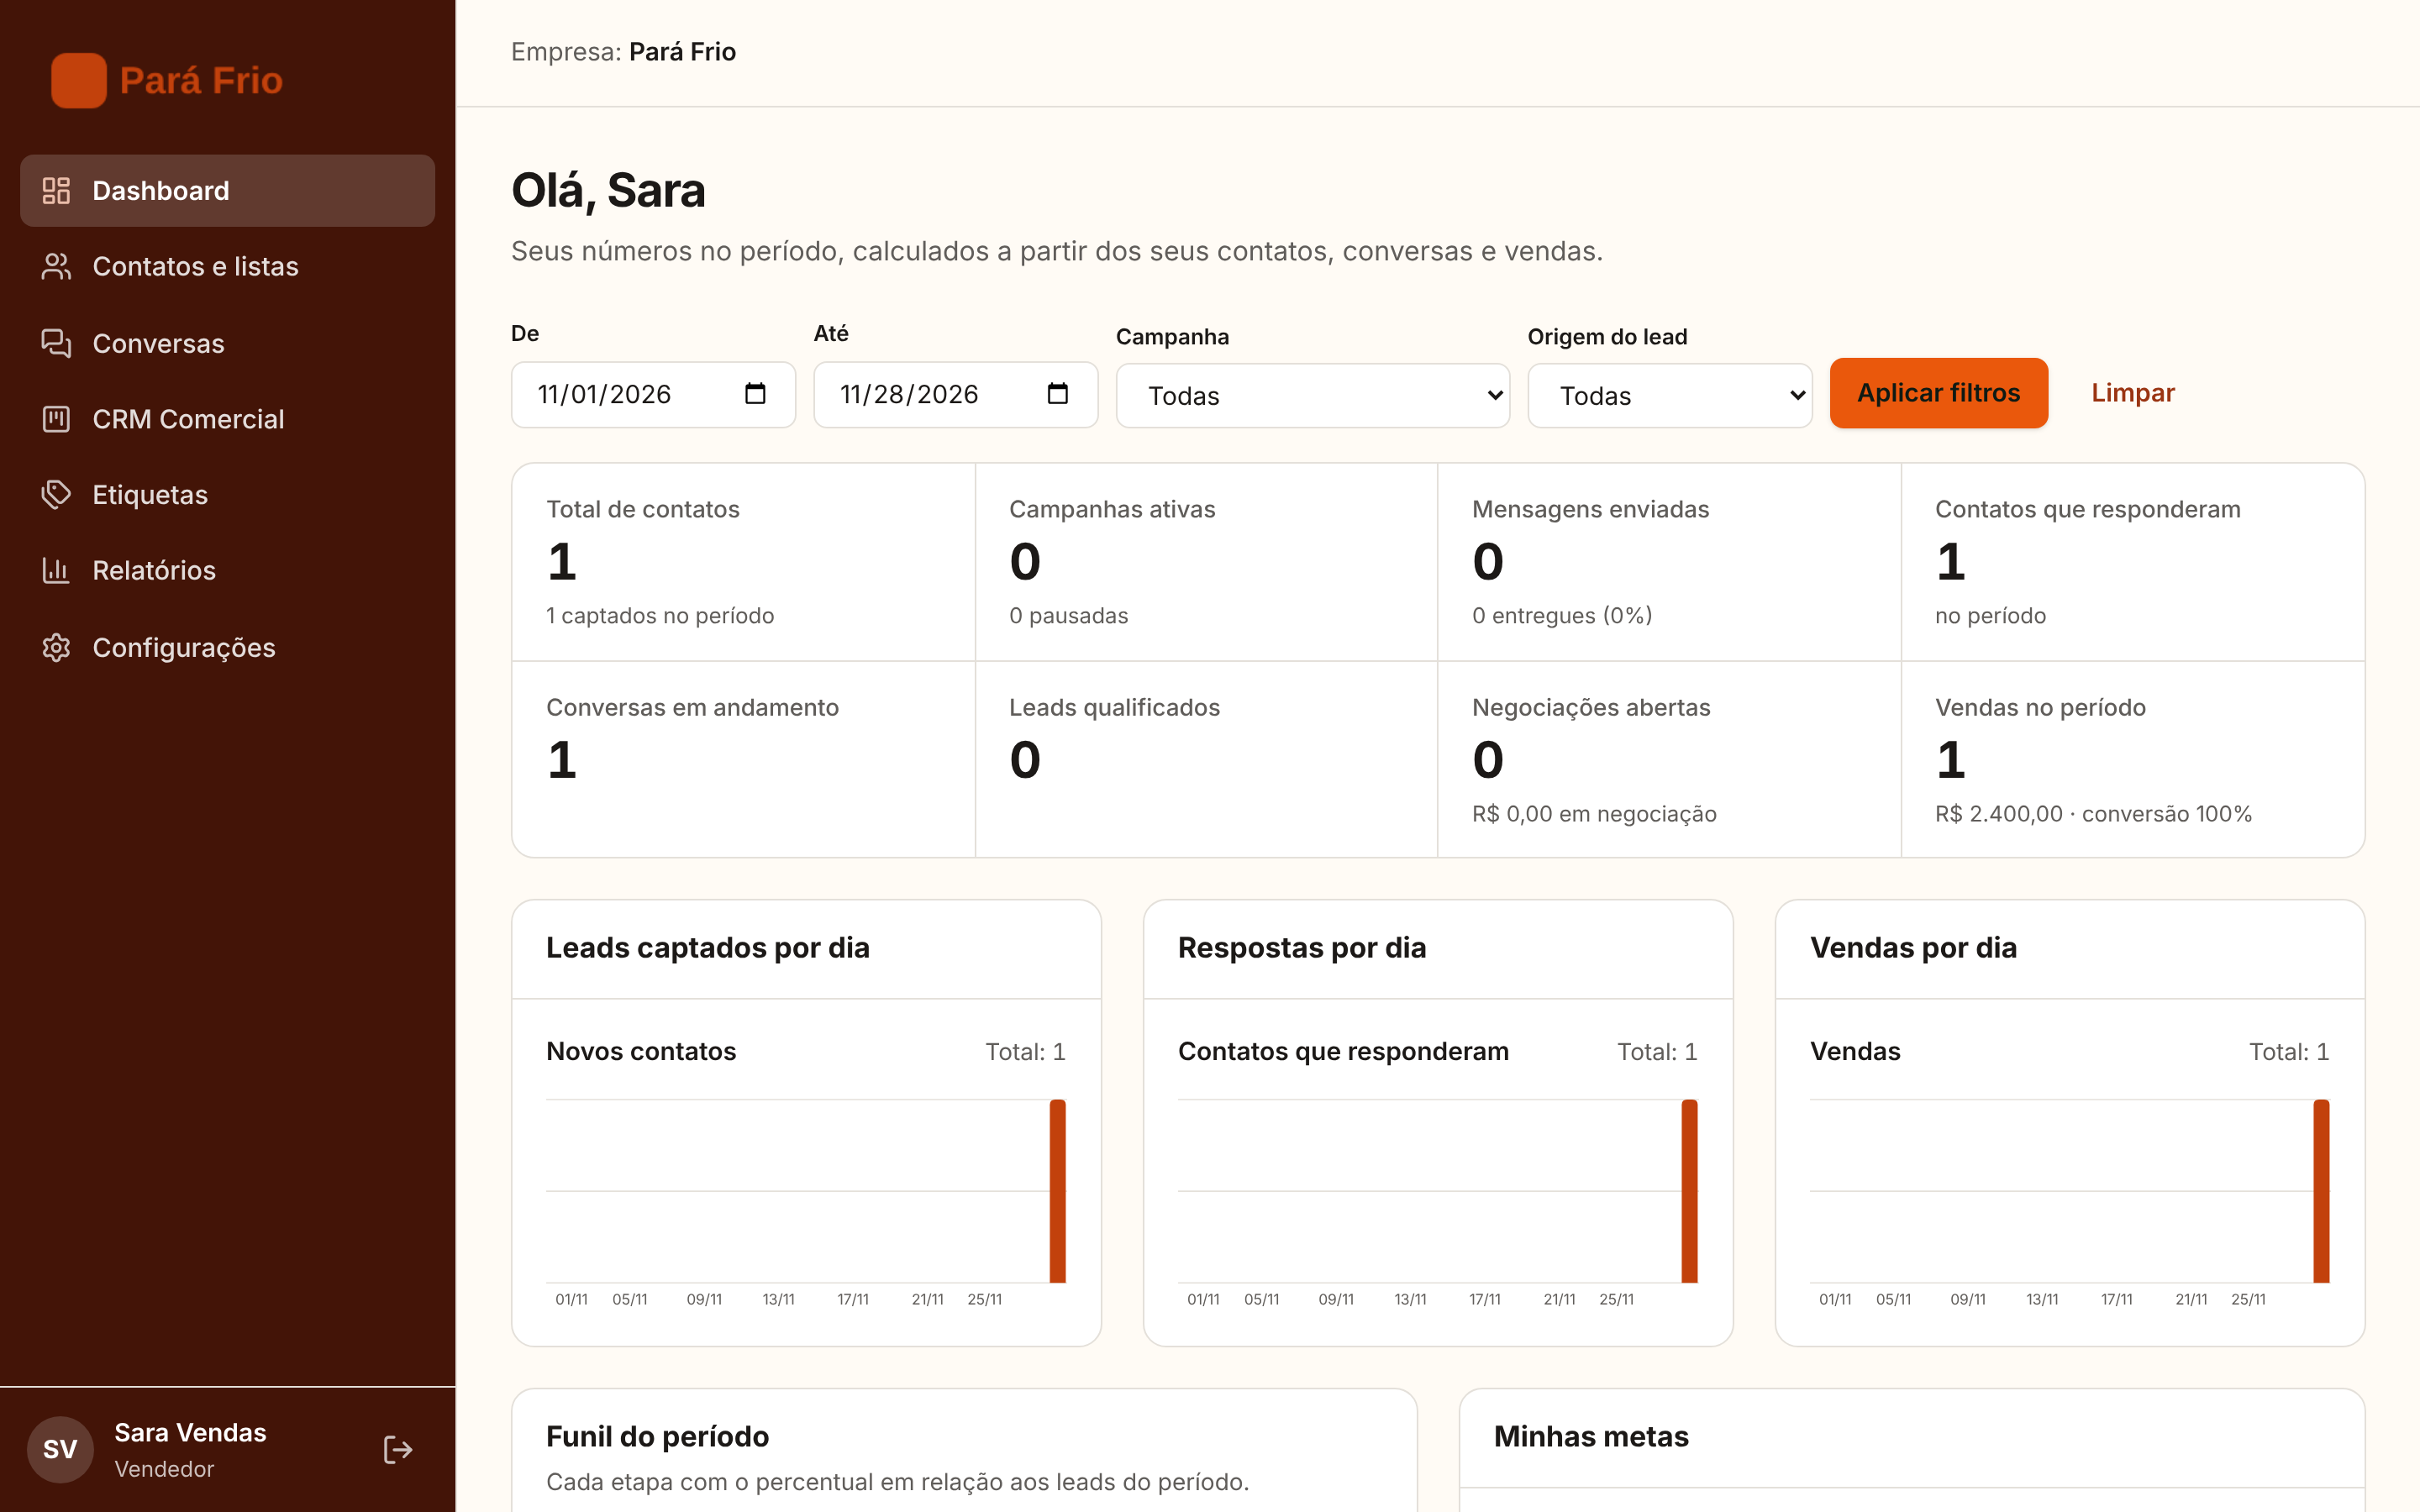 Pará Frio
Dashboard
Contatos e listas
Conversas
CRM Comercial
Etiquetas
Relatórios
Configurações
SV
Sara Vendas
Vendedor
Empresa: Pará Frio
Olá, Sara
Seus números no período, calculados a partir dos seus contatos, conversas e vendas.
De
Até
Campanha
Origem do lead
11/01/2026
11/28/2026
Todas
Todas
Aplicar filtros
Limpar
Total de contatos
1
1 captados no período
Campanhas ativas
0
0 pausadas
Mensagens enviadas
0
0 entregues (0%)
Contatos que responderam
1
no período
Conversas em andamento
1
Leads qualificados
0
Negociações abertas
0
R$ 0,00 em negociação
Vendas no período
1
R$ 2.400,00 · conversão 100%
Leads captados por dia
Novos contatos
Total: 1
01/11 05/11 09/11 13/11 17/11 21/11 25/11
Respostas por dia
Contatos que responderam
Total: 1
01/11 05/11 09/11 13/11 17/11 21/11 25/11
Vendas por dia
Vendas
Total: 1
01/11 05/11 09/11 13/11 17/11 21/11 25/11
Funil do período
Cada etapa com o percentual em relação aos leads do período.
Minhas metas